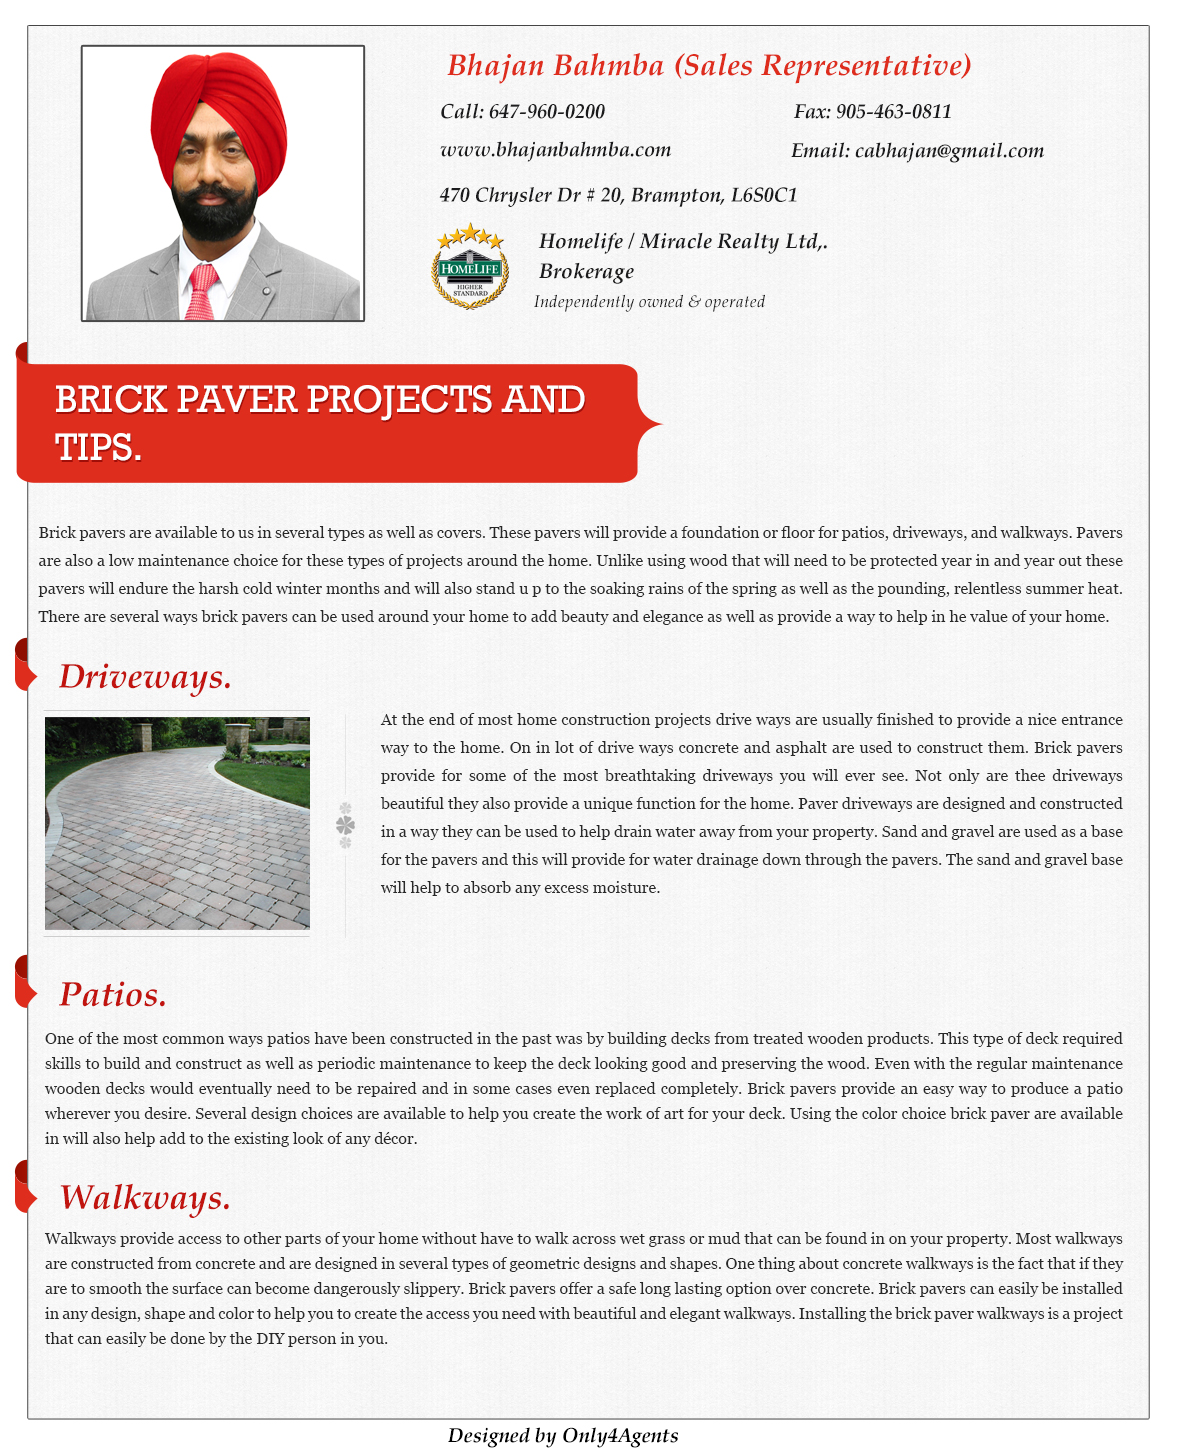 Bhajan Bahmba (Sales Representative)
Call: 647-960-0200
Fax: 905-463-0811
www.bhajanbahmba.com
Email: cabhajan@gmail.com
470 Chrysler Dr # 20, Brampton, L6S0C1
HOMELIFE
HIGHER
STANDARD
Homelife / Miracle Realty Ltd,.
Brokerage
Independently owned & operated
BRICK PAVER PROJECTS AND
TIPS.
Brick pavers are available to us in several types as well as covers. These pavers will provide a foundation or floor for patios, driveways, and walkways. Pavers
are also a low maintenance choice for these types of projects around the home. Unlike using wood that will need to be protected year in and year out these
pavers will endure the harsh cold winter months and will also stand u p to the soaking rains of the spring as well as the pounding, relentless summer heat.
There are several ways brick pavers can be used around your home to add beauty and elegance as well as provide a way to help in he value of your home.
Driveways.
At the end of most home construction projects drive ways are usually finished to provide a nice entrance
way to the home. On in lot of drive ways concrete and asphalt are used to construct them. Brick pavers
provide for some of the most breathtaking driveways you will ever see. Not only are thee driveways
beautiful they also provide a unique function for the home. Paver driveways are designed and constructed
in a way they can be used to help drain water away from your property. Sand and gravel are used as a base
for the pavers and this will provide for water drainage down through the pavers. The sand and gravel base
will help to absorb any excess moisture.
Patios.
One of the most common ways patios have been constructed in the past was by building decks from treated wooden products. This type of deck required
skills to build and construct as well as periodic maintenance to keep the deck looking good and preserving the wood. Even with the regular maintenance
wooden decks would eventually need to be repaired and in some cases even replaced completely. Brick pavers provide an easy way to produce a patio
wherever you desire. Several design choices are available to help you create the work of art for your deck. Using the color choice brick paver are available
in will also help add to the existing look of any décor.
Walkways.
Walkways provide access to other parts of your home without have to walk across wet grass or mud that can be found in on your property. Most walkways
are constructed from concrete and are designed in several types of geometric designs and shapes. One thing about concrete walkways is the fact that if they
are to smooth the surface can become dangerously slippery. Brick pavers offer a safe long lasting option over concrete. Brick pavers can easily be installed
in any design, shape and color to help you to create the access you need with beautiful and elegant walkways. Installing the brick paver walkways is a project
that can easily be done by the DIY person in you.
Designed by Only4Agents